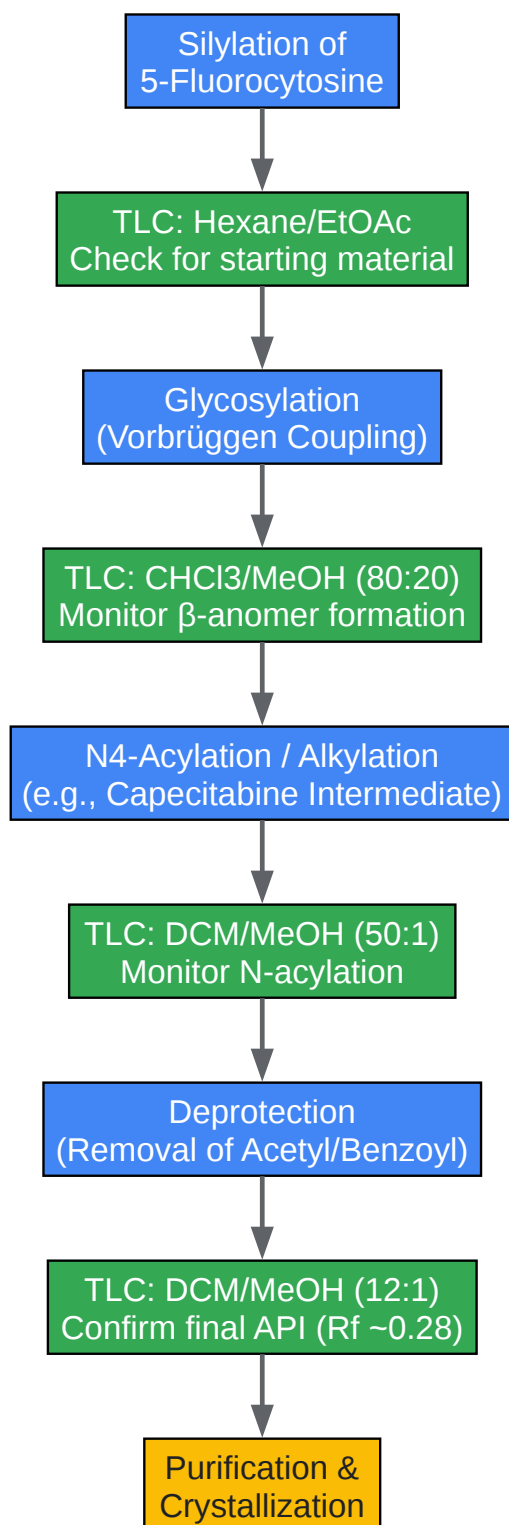 Silylation of
5-Fluorocytosine
TLC: Hexane/EtOAc
Check for starting material
Glycosylation
(Vorbrüggen Coupling)
TLC: CHCl3/MeOH (80:20)
Monitor β-anomer formation
N4-Acylation / Alkylation
(e.g., Capecitabine Intermediate)
TLC: DCM/MeOH (50:1)
Monitor N-acylation
Deprotection
(Removal of Acetyl/Benzoyl)
TLC: DCM/MeOH (12:1)
Confirm final API (Rf ~0.28)
Purification &
Crystallization